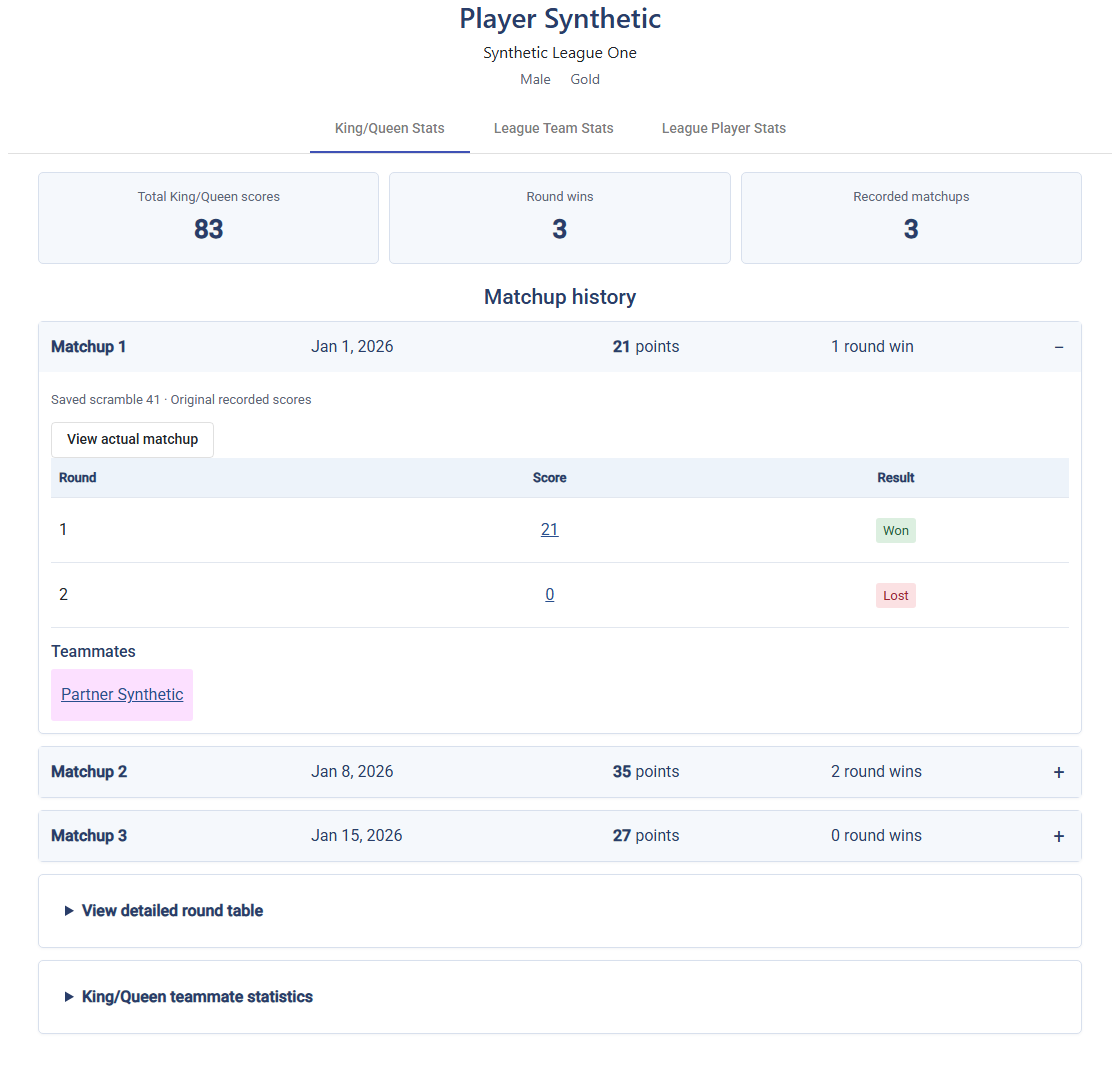 Player Synthetic
Synthetic League One
Male Gold
King/Queen Stats League Team Stats League Player Stats
Total King/Queen scores Round wins Recorded matchups
83 3 3
Matchup history
Matchup 1 Jan 1, 2026 21 points 1 round win −
Saved scramble 41 · Original recorded scores
View actual matchup
Round Score Result
1 21 Won
2 0 Lost
Teammates
Partner Synthetic
Matchup 2 Jan 8, 2026 35 points 2 round wins +
Matchup 3 Jan 15, 2026 27 points 0 round wins +
View detailed round table
King/Queen teammate statistics